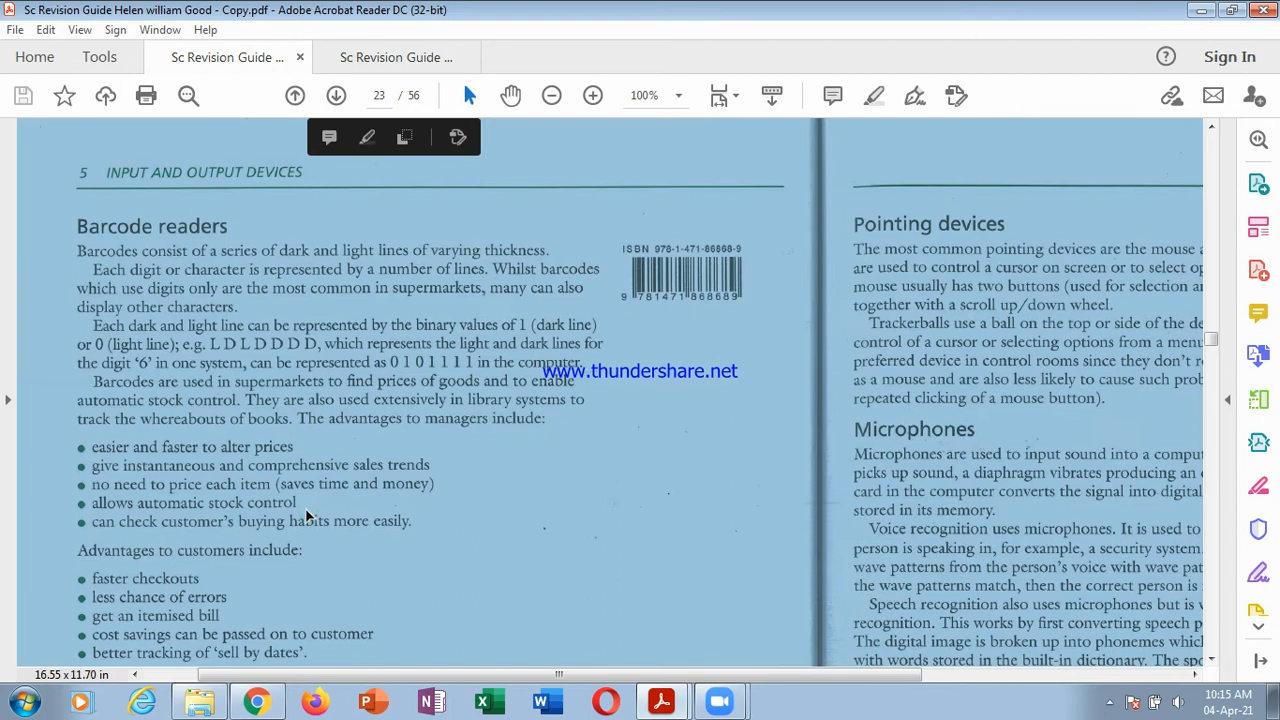 Sc Revision Guide Helen william Good - Copy.pdf - Adobe Acrobat Reader DC (32-bit)
File Edit View Sign Window Help
Home Tools Sc Revision Guide ... × Sc Revision Guide ... Sign In
23 / 56 100%
5 INPUT AND OUTPUT DEVICES
Barcode readers
Barcodes consist of a series of dark and light lines of varying thickness.
Each digit or character is represented by a number of lines. Whilst barcodes
which use digits only are the most common in supermarkets, many can also
display other characters.
Each dark and light line can be represented by the binary values of 1 (dark line)
or 0 (light line); e.g. L D L D D D D, which represents the light and dark lines for
the digit ‘6’ in one system, can be represented as 0 1 0 1 1 1 1 in the computer.
Barcodes are used in supermarkets to find prices of goods and to enable
automatic stock control. They are also used extensively in library systems to
track the whereabouts of books. The advantages to managers include:
• easier and faster to alter prices
• give instantaneous and comprehensive sales trends
• no need to price each item (saves time and money)
• allows automatic stock control
• can check customer’s buying habits more easily.
Advantages to customers include:
• faster checkouts
• less chance of errors
• get an itemised bill
• cost savings can be passed on to customer
• better tracking of ‘sell by dates’.
ISBN 978-1-471-86868-9
9 781471 868689
www.thundershare.net
Pointing devices
The most common pointing devices are the mouse
are used to control a cursor on screen or to select
mouse usually has two buttons (used for selection
together with a scroll up/down wheel.
Trackerballs use a ball on the top or side of the
control of a cursor or selecting options from a
preferred device in control rooms since they don’t
as a mouse and are also less likely to cause such
repeated clicking of a mouse button).
Microphones
Microphones are used to input sound into a
picks up sound, a diaphragm vibrates producing an
card in the computer converts the signal into digital
stored in its memory.
Voice recognition uses microphones. It is used to
person is speaking in, for example, a security system.
wave patterns from the person’s voice with wave
the wave patterns match, then the correct person is
Speech recognition also uses microphones but is
recognition. This works by first converting speech
The digital image is broken up into phonemes
with words stored in the built-in dictionary. The
16.55 x 11.70 in
10:15 AM
04-Apr-21